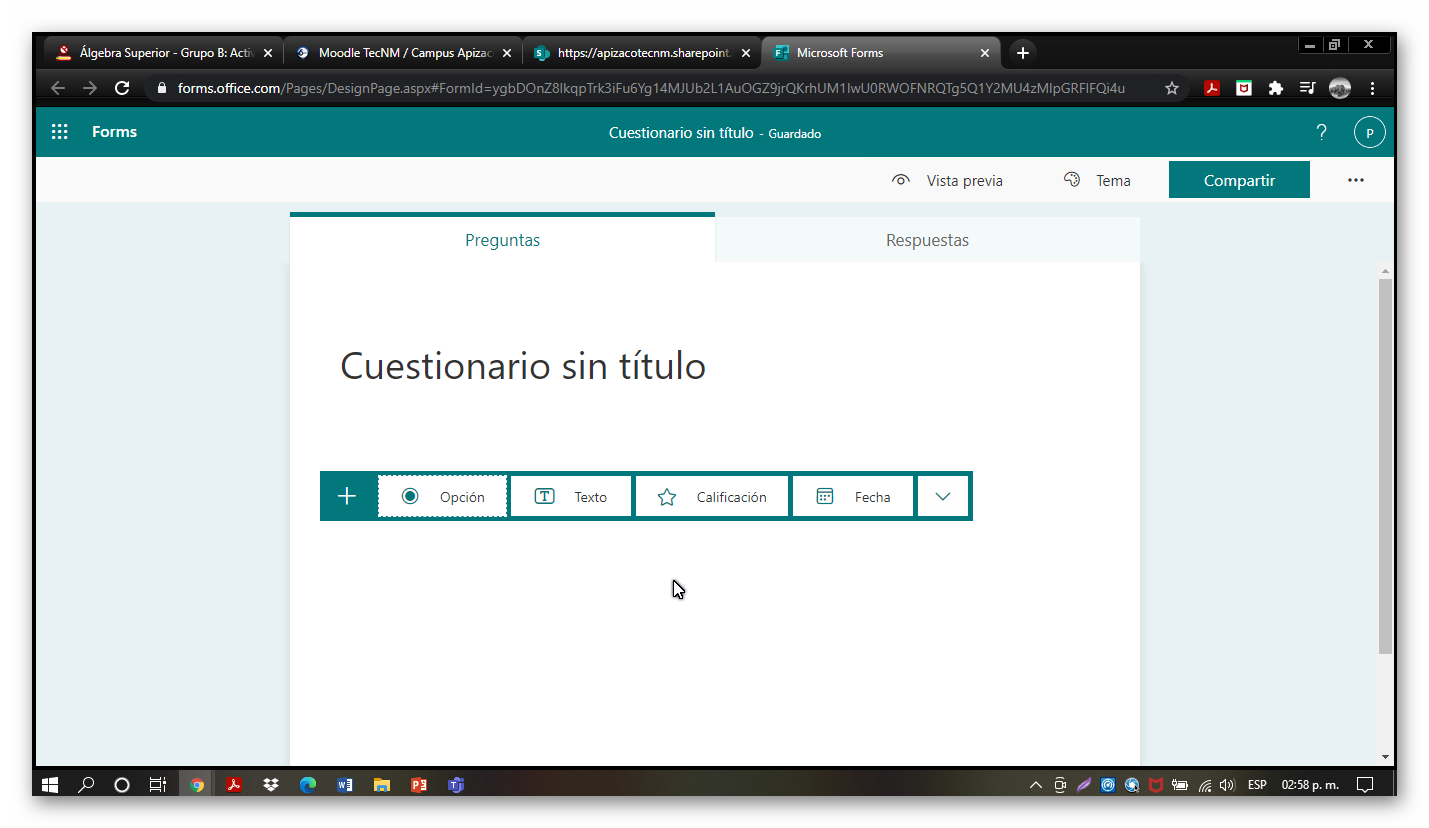 Álgebra Superior - Grupo B: Activ
Moodle TecNM / Campus Apizac
https://apizacotecnm.sharepoint.
Microsoft Forms
forms.office.com/Pages/DesignPage.aspx#FormId=ygbDOnZ8IkqpTrk3iFu6Yg14MJUb2L1AuOGZ9jrQKrhUM1IwU0RWOFNRQTg5Q1Y2MU4zMlpGRFlFQi4u
Forms
Cuestionario sin título - Guardado
?
P
Vista previa
Tema
Compartir
Preguntas
Respuestas
Cuestionario sin título
Opción
Texto
Calificación
Fecha
ESP
02:58 p. m.